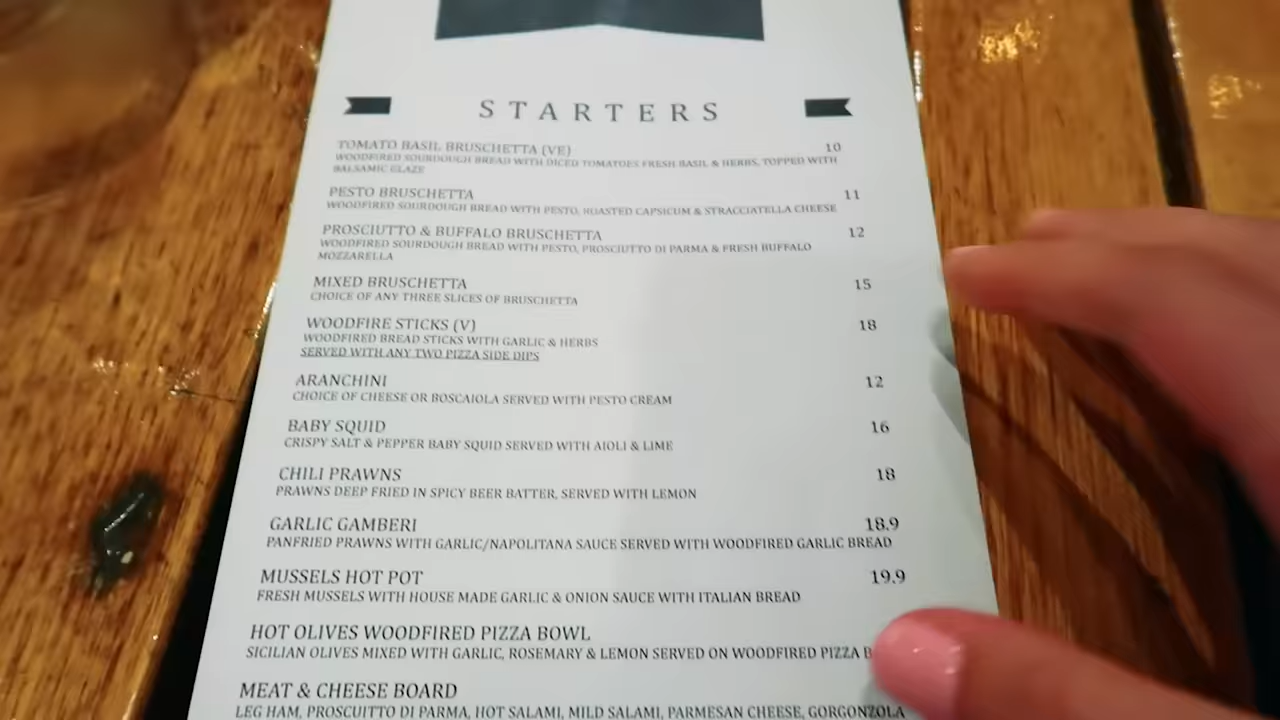 STARTERS
TOMATO BASIL BRUSCHETTA (VE) 10
WOODFIRED SOURDOUGH BREAD WITH DICED TOMATOES FRESH BASIL & HERBS, TOPPED WITH
BALSAMIC GLAZE
PESTO BRUSCHETTA 11
WOODFIRED SOURDOUGH BREAD WITH PESTO, ROASTED CAPSICUM & STRACCIATELLA CHEESE
PROSCIUTTO & BUFFALO BRUSCHETTA 12
WOODFIRED SOURDOUGH BREAD WITH PESTO, PROSCIUTTO DI PARMA & FRESH BUFFALO
MOZZARELLA
MIXED BRUSCHETTA 15
CHOICE OF ANY THREE SLICES OF BRUSCHETTA
WOODFIRE STICKS (V) 18
WOODFIRED BREAD STICKS WITH GARLIC & HERBS
SERVED WITH ANY TWO PIZZA SIDE DIPS
ARANCHINI 12
CHOICE OF CHEESE OR BOSCAIOLA SERVED WITH PESTO CREAM
BABY SQUID 16
CRISPY SALT & PEPPER BABY SQUID SERVED WITH AIOLI & LIME
CHILI PRAWNS 18
PRAWNS DEEP FRIED IN SPICY BEER BATTER, SERVED WITH LEMON
GARLIC GAMBERI 18.9
PANFRIED PRAWNS WITH GARLIC/NAPOLITANA SAUCE SERVED WITH WOODFIRED GARLIC BREAD
MUSSELS HOT POT 19.9
FRESH MUSSELS WITH HOUSE MADE GARLIC & ONION SAUCE WITH ITALIAN BREAD
HOT OLIVES WOODFIRED PIZZA BOWL
SICILIAN OLIVES MIXED WITH GARLIC, ROSEMARY & LEMON SERVED ON WOODFIRED PIZZA B
MEAT & CHEESE BOARD
LEG HAM, PROSCUITTO DI PARMA, HOT SALAMI, MILD SALAMI, PARMESAN CHEESE, GORGONZOLA